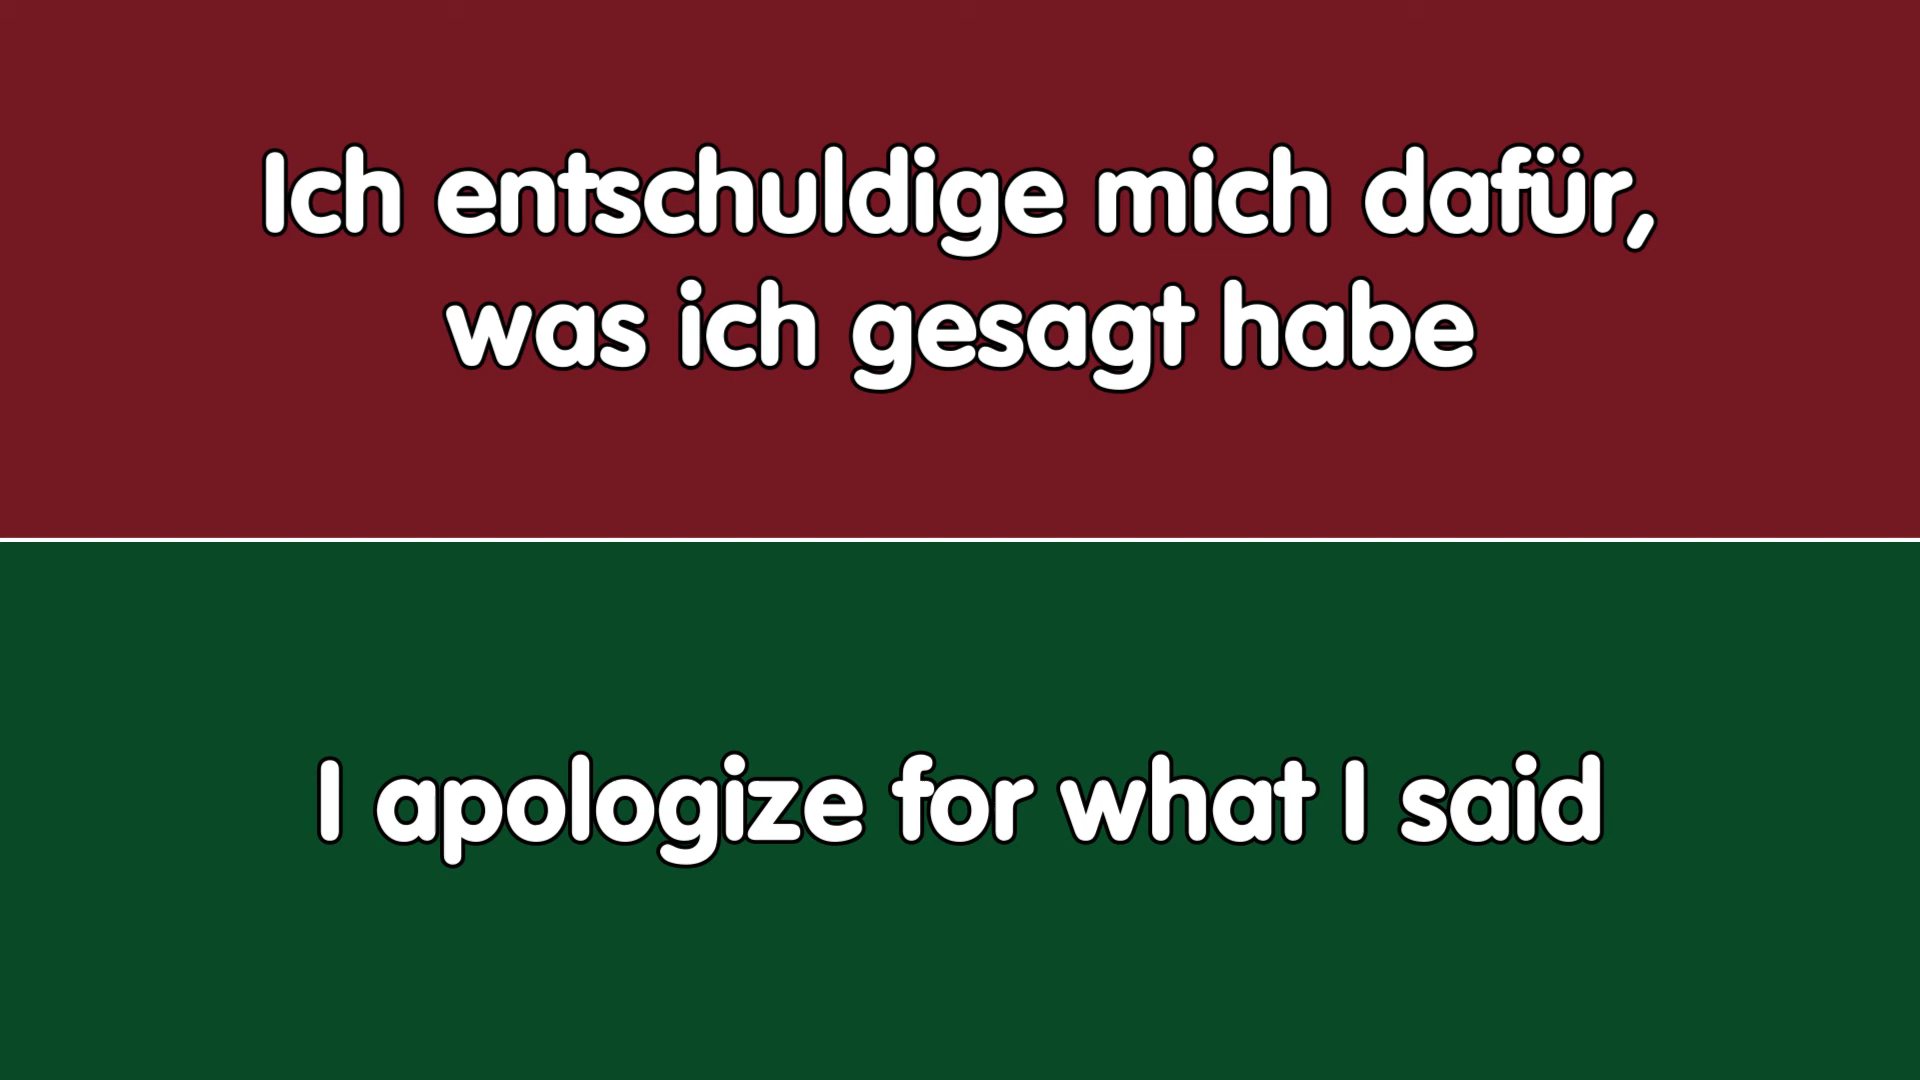 Ich entschuldige mich dafür,
was ich gesagt habe
I apologize for what I said